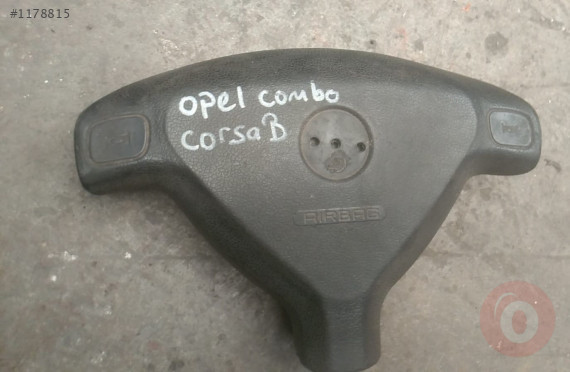 #1178815
opel combo
corsa B
AIRBAG